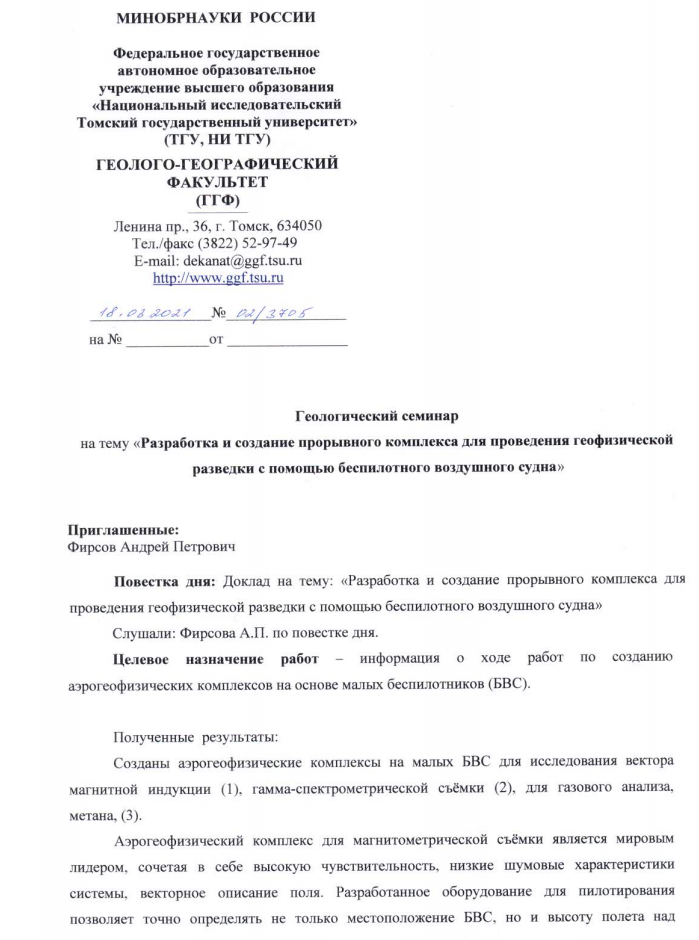 МИНОБРНАУКИ РОССИИ
Федеральное государственное
автономное образовательное
учреждение высшего образования
«Национальный исследовательский
Томский государственный университет»
(ТГУ, НИ ТГУ)
ГЕОЛОГО-ГЕОГРАФИЧЕСКИЙ
ФАКУЛЬТЕТ
(ГГФ)
Ленина пр., 36, г. Томск, 634050
Тел./факс (3822) 52-97-49
E-mail: dekanat@ggf.tsu.ru
http://www.ggf.tsu.ru
18.03.2021 № 02/3705
на № ___________ от ________________
Геологический семинар
на тему «Разработка и создание прорывного комплекса для проведения геофизической
разведки с помощью беспилотного воздушного судна»
Приглашенные:
Фирсов Андрей Петрович
Повестка дня: Доклад на тему: «Разработка и создание прорывного комплекса для
проведения геофизической разведки с помощью беспилотного воздушного судна»
Слушали: Фирсова А.П. по повестке дня.
Целевое назначение работ – информация о ходе работ по созданию
аэрогеофизических комплексов на основе малых беспилотников (БВС).
Полученные результаты:
Созданы аэрогеофизические комплексы на малых БВС для исследования вектора
магнитной индукции (1), гамма-спектрометрической съёмки (2), для газового анализа,
метана, (3).
Аэрогеофизический комплекс для магнитометрической съёмки является мировым
лидером, сочетая в себе высокую чувствительность, низкие шумовые характеристики
системы, векторное описание поля. Разработанное оборудование для пилотирования
позволяет точно определять не только местоположение БВС, но и высоту полета над